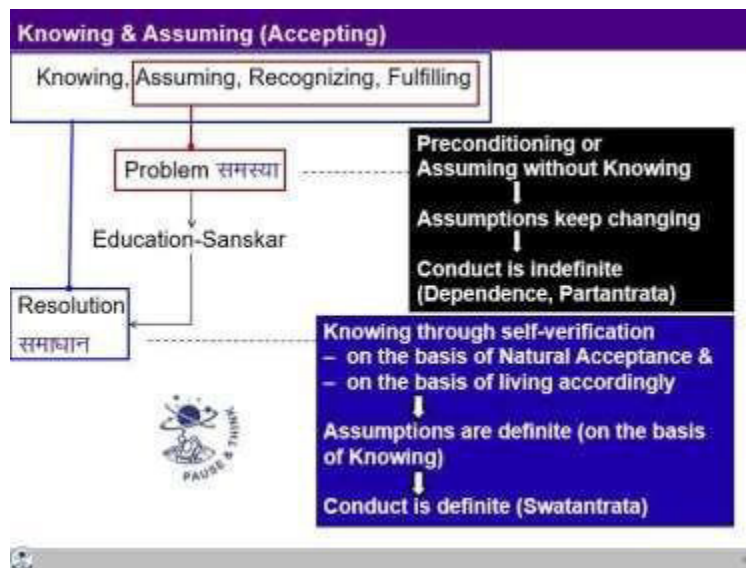 Knowing & Assuming (Accepting)
Knowing, Assuming, Recognizing, Fulfilling
Problem समस्या
Education-Sanskar
Resolution
समाधान
Preconditioning or
Assuming without Knowing
Assumptions keep changing
Conduct is indefinite
(Dependence, Partantrata)
Knowing through self-verification
– on the basis of Natural Acceptance &
– on the basis of living accordingly
Assumptions are definite (on the basis
of Knowing)
Conduct is definite (Swatantrata)
PAUSE & THINK